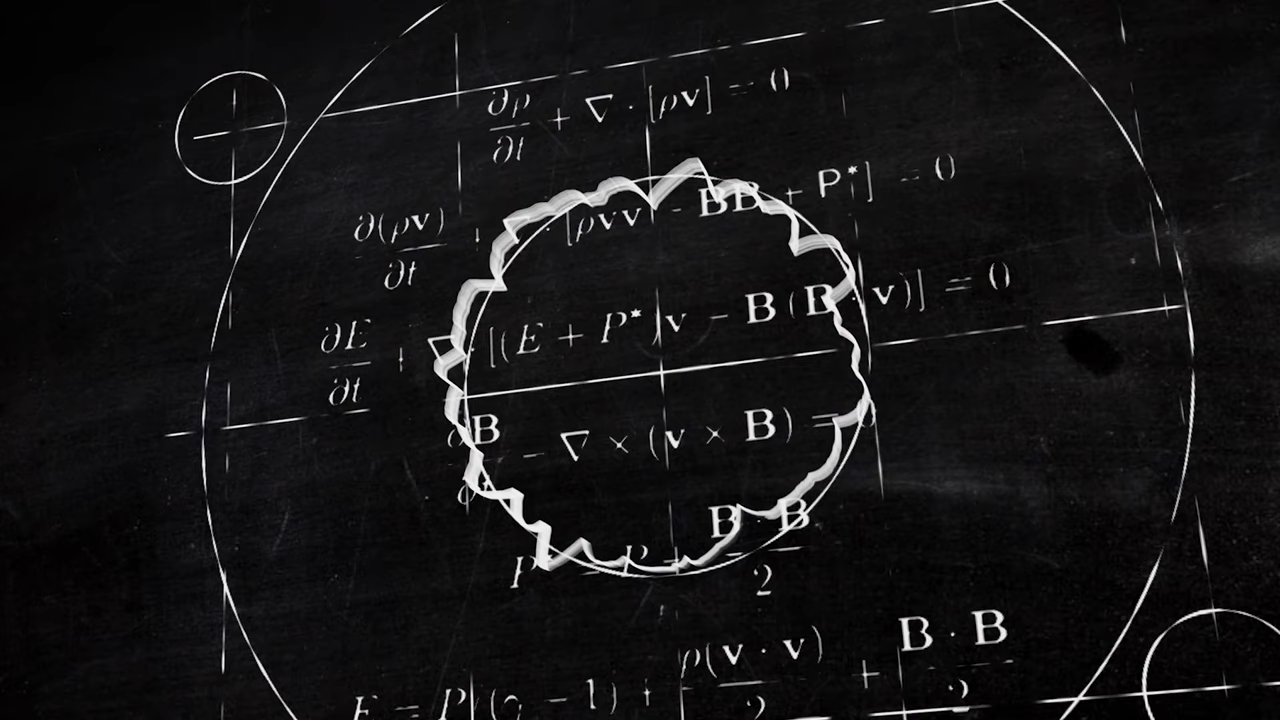 ∂ρ/∂t + ∇ · [ρv] = 0
∂(ρv)/∂t + · [ρvv - BB + P*] = 0
∂E/∂t + ∇ · [(E + P*)v - B(B · v)] = 0
∂B/∂t - ∇ × (v × B) = 0
P = P + B · B/2
E = P/(γ - 1) + ρ(v · v)/2 + B · B/2